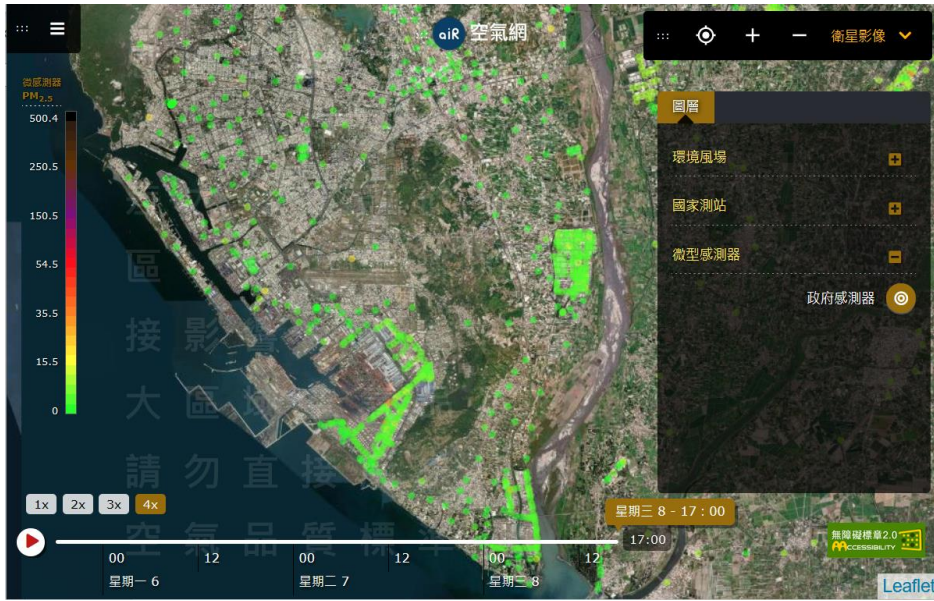 aiR 空氣網
衛星影像
微感測器
PM2.5
500.4
250.5
150.5
54.5
35.5
15.5
0
圖層
環境風場
國家測站
微型感測器
政府感測器
區
接 影 響
大 區 域
請 勿 直 接
空 氣 品 質 標 準
1x 2x 3x 4x
星期三 8 - 17 : 00
17:00
00 12 00 12 00 12
星期一 6 星期二 7 星期三 8
無障礙標章2.0
ACCESSIBILITY
Leaflet